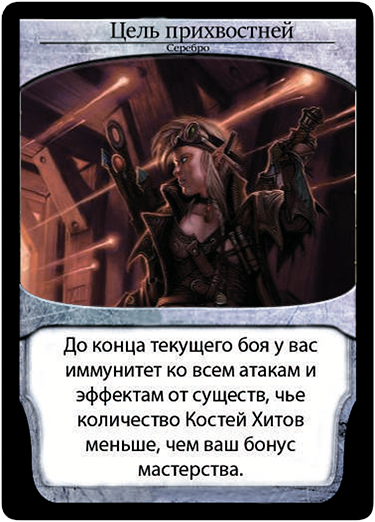 Цель прихвостней
Серебро
До конца текущего боя у вас
иммунитет ко всем атакам и
эффектам от существ, чье
количество Костей Хитов
меньше, чем ваш бонус
мастерства.